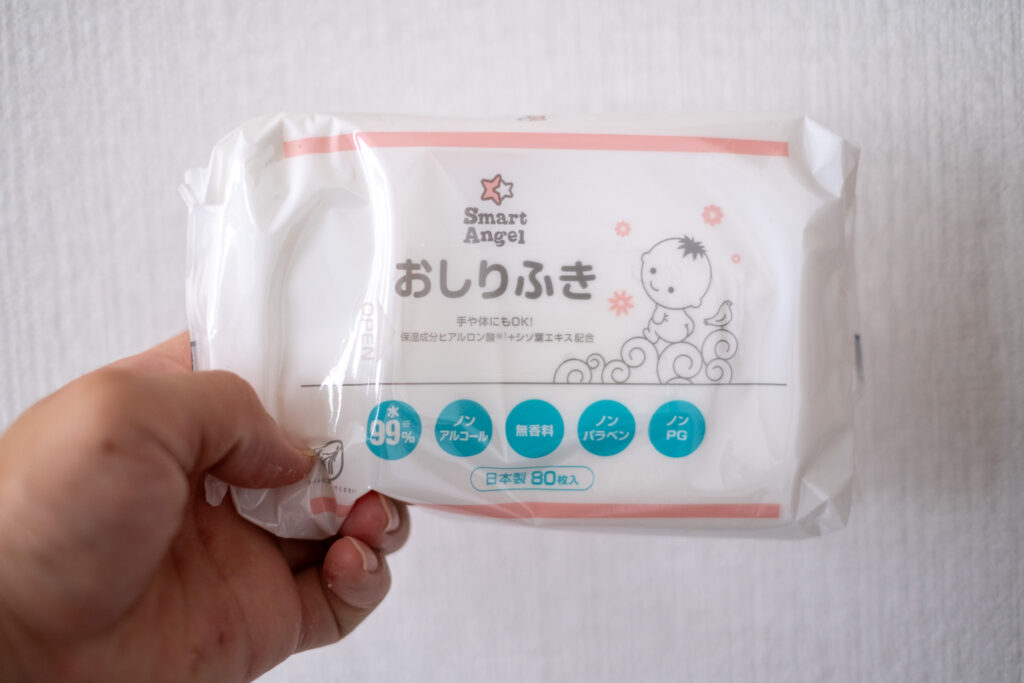 Smart
Angel
おしりふき
手や体にもOK!
保湿成分ヒアルロン酸※1+シソ葉エキス配合
OPEN
水
99%
ノン
アルコール
無香料
ノン
パラベン
ノン
PG
日本製 80枚入